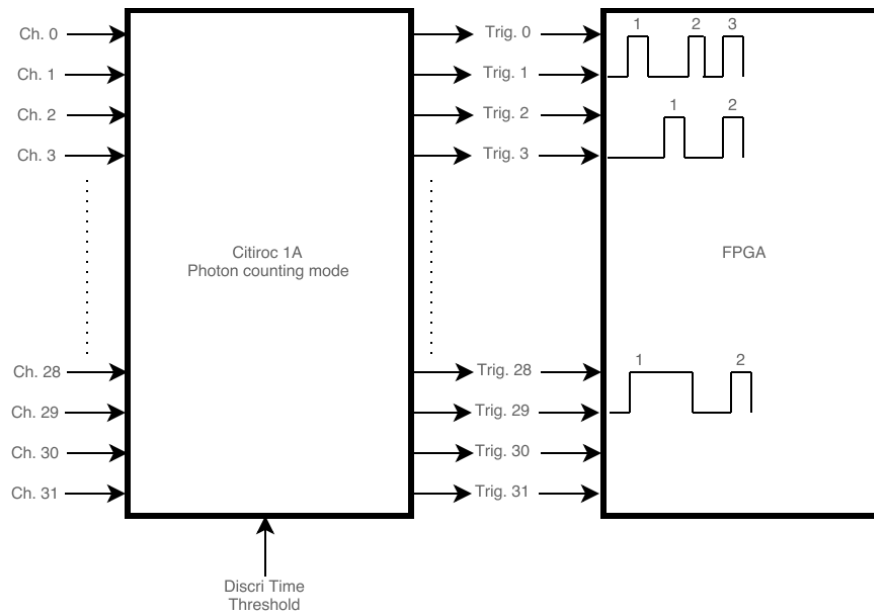 Ch. 0 Trig. 0 1 2 3
Ch. 1 Trig. 1
Ch. 2 Trig. 2 1 2
Ch. 3 Trig. 3
Citiroc 1A
Photon counting mode
FPGA
Ch. 28 Trig. 28 1 2
Ch. 29 Trig. 29
Ch. 30 Trig. 30
Ch. 31 Trig. 31
Discri Time
Threshold